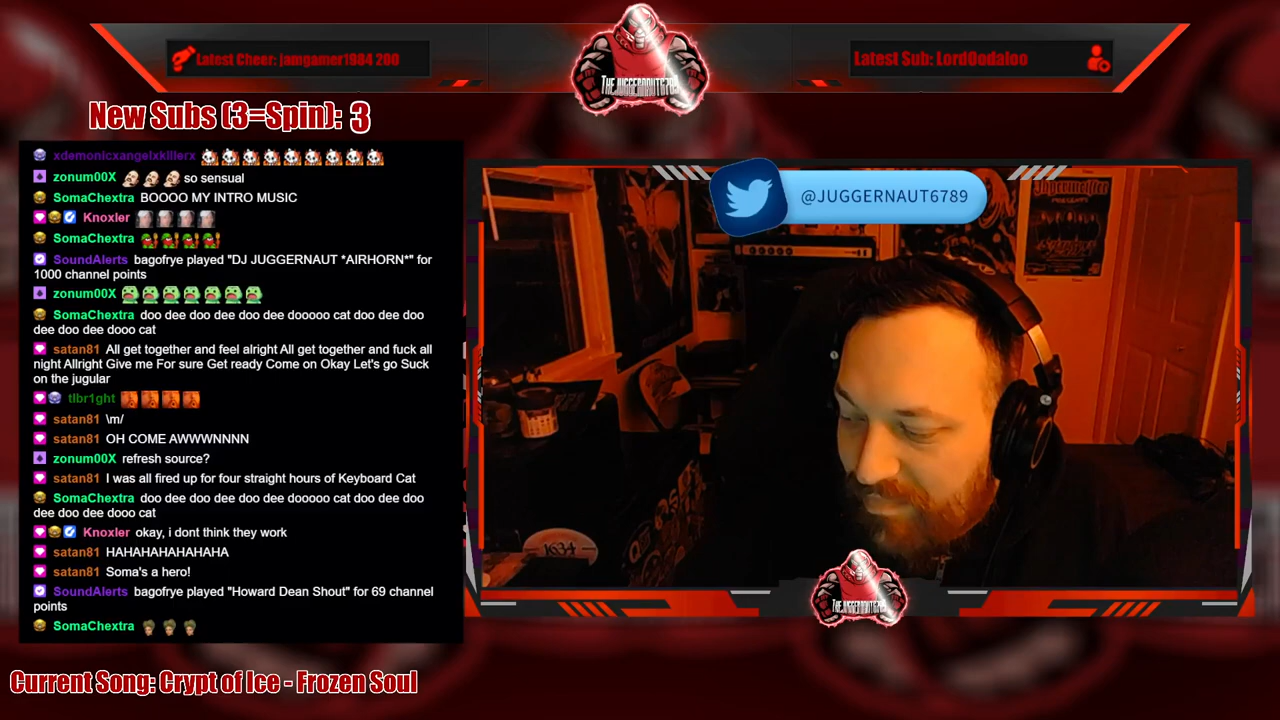 Latest Cheer: jamgamer1984 200
Latest Sub: LordOodaloo
THEJUGGERNAUT6789
New Subs (3=Spin): 3
xdemonicxangelxkillerx
zonum00X so sensual
SomaChextra BOOOO MY INTRO MUSIC
Knoxler
SomaChextra
SoundAlerts bagofrye played "DJ JUGGERNAUT *AIRHORN*" for
1000 channel points
zonum00X
SomaChextra doo dee doo dee doo dee dooooo cat doo dee doo
dee doo dee dooo cat
satan81 All get together and feel alright All get together and fuck all
night Allright Give me For sure Get ready Come on Okay Let's go Suck
on the jugular
tlbr1ght
satan81 \m/
satan81 OH COME AWWWNNNN
zonum00X refresh source?
satan81 I was all fired up for four straight hours of Keyboard Cat
SomaChextra doo dee doo dee doo dee dooooo cat doo dee doo
dee doo dee dooo cat
Knoxler okay, i dont think they work
satan81 HAHAHAHAHAHAHA
satan81 Soma's a hero!
SoundAlerts bagofrye played "Howard Dean Shout" for 69 channel
points
SomaChextra
@JUGGERNAUT6789
Jägermeister
1634
THEJUGGERNAUT6789
Current Song: Crypt of Ice - Frozen Soul